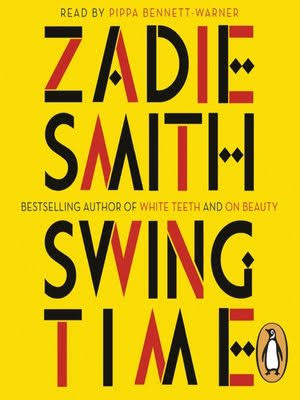 READ BY PIPPA BENNETT-WARNER
ZADIE
SMITH
BESTSELLING AUTHOR OF WHITE TEETH AND ON BEAUTY
SWING
TIME